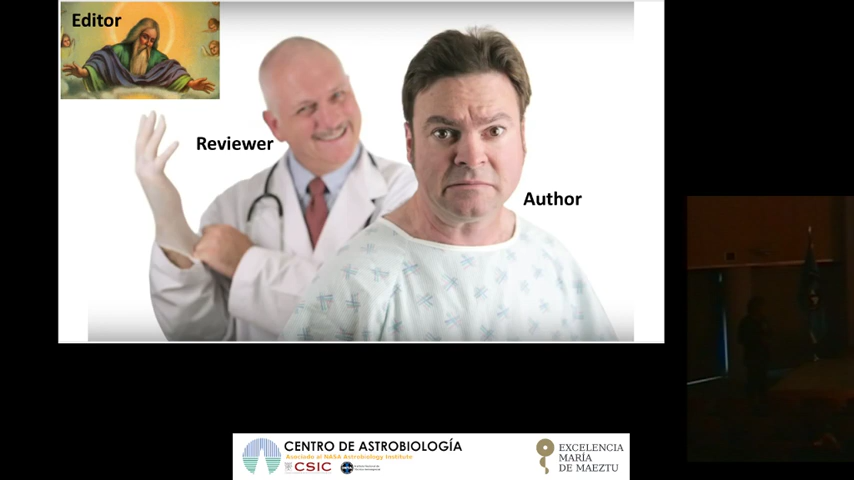 Editor
Reviewer
Author
CENTRO DE ASTROBIOLOGÍA
Asociado al NASA Astrobiology Institute
CSIC
EXCELENCIA
MARÍA
DE MAEZTU